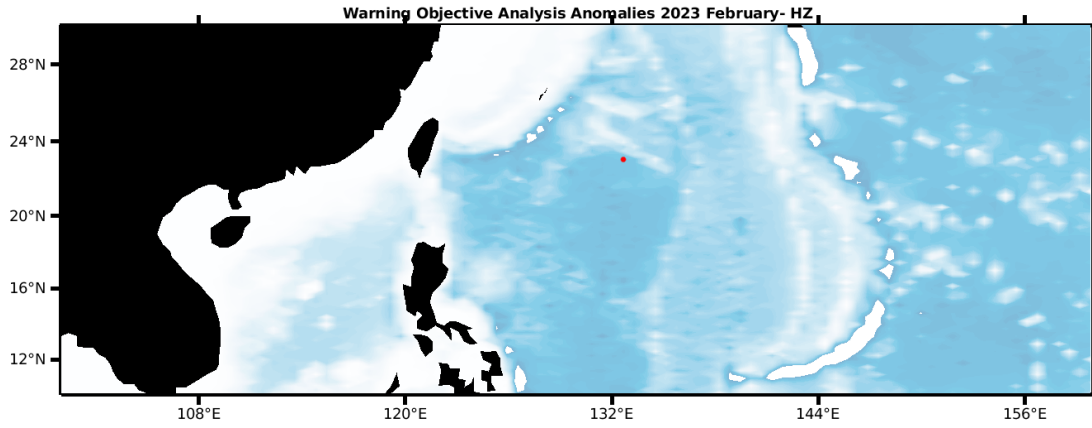 Warning Objective Analysis Anomalies 2023 February- HZ
28°N
24°N
20°N
16°N
12°N
108°E 120°E 132°E 144°E 156°E